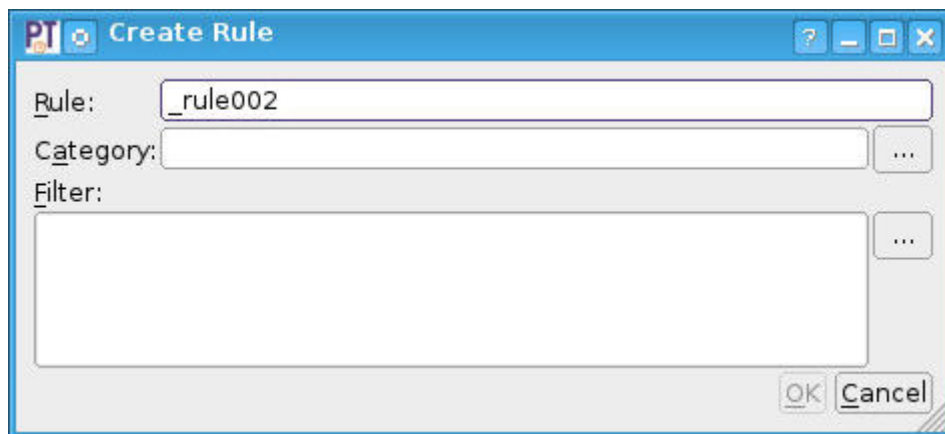 PT Create Rule ?
Rule: _rule002
Category: ...
Filter:
...
OK Cancel